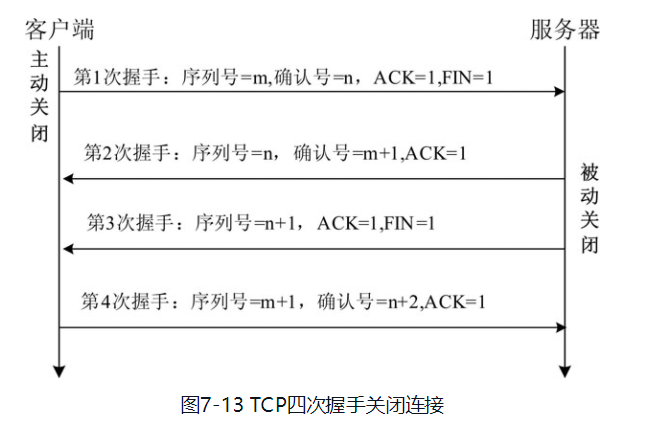 客户端
服务器
主动关闭
第1次握手：序列号=m,确认号=n，ACK=1,FIN=1
第2次握手：序列号=n，确认号=m+1,ACK=1
被动关闭
第3次握手：序列号=n+1，ACK=1,FIN=1
第4次握手：序列号=m+1，确认号=n+2,ACK=1
图7-13 TCP四次握手关闭连接